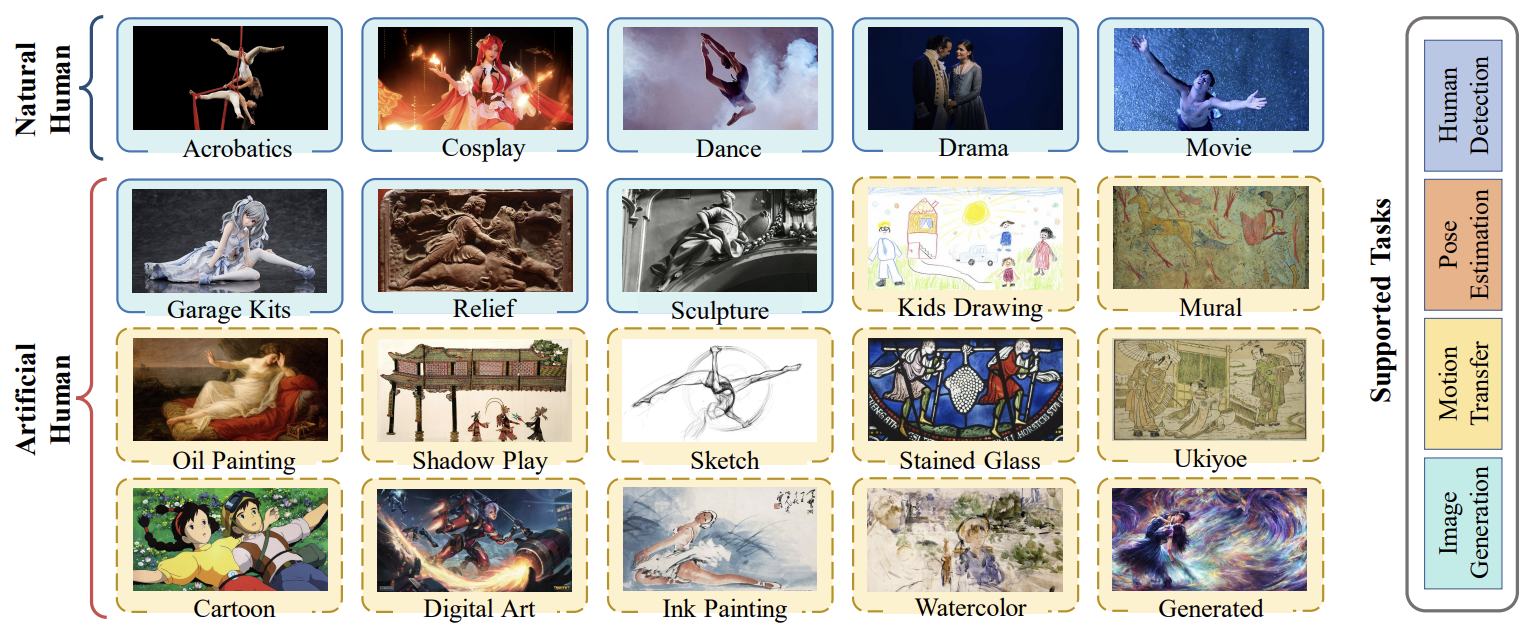 Natural
Human
Acrobatics
Cosplay
Dance
Drama
Movie
Artificial
Human
Garage Kits
Relief
Sculpture
Kids Drawing
Mural
Oil Painting
Shadow Play
Sketch
Stained Glass
Ukiyoe
Cartoon
Digital Art
Ink Painting
Watercolor
Generated
Supported Tasks
Human
Detection
Pose
Estimation
Motion
Transfer
Image
Generation